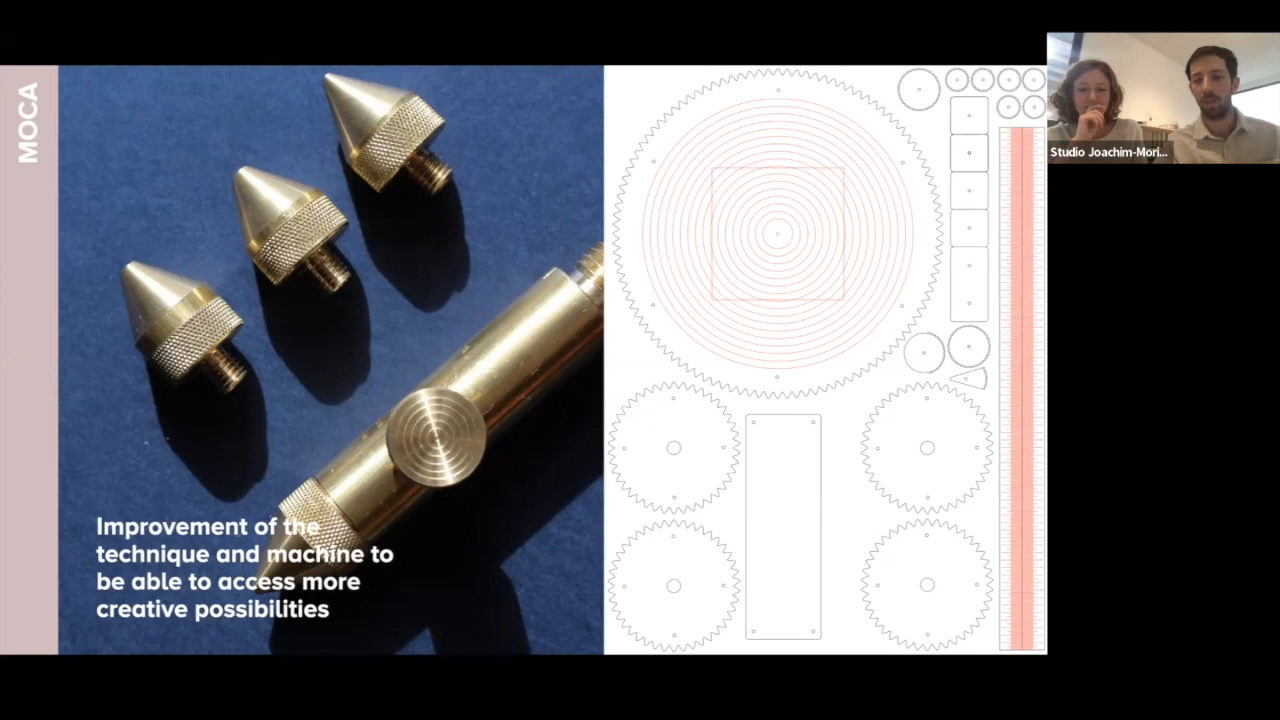 MOCA
Improvement of the
technique and machine to
be able to access more
creative possibilities
Studio Joachim-Mori...